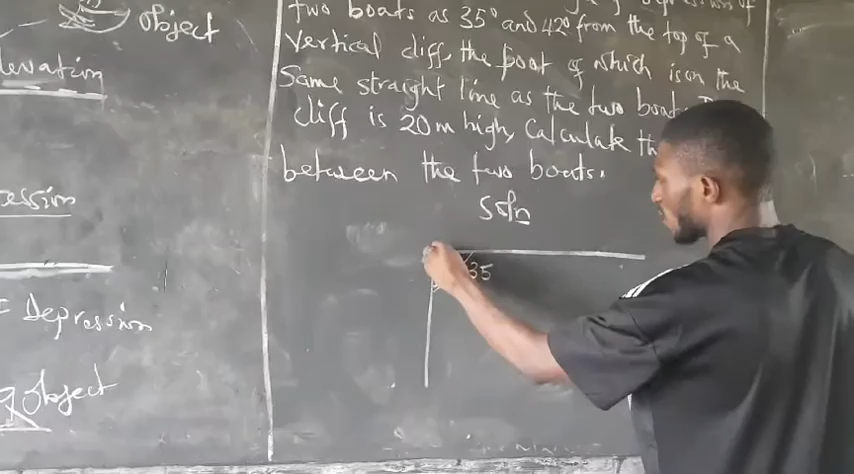 Object
levation
ession
= Depression
Object
depression of
two boats as 35° and 42° from the top of a
vertical cliff, the foot of which is on the
Same straight line as the two boats
cliff is 20m high, Calculate
between the two boats.
Soln
35